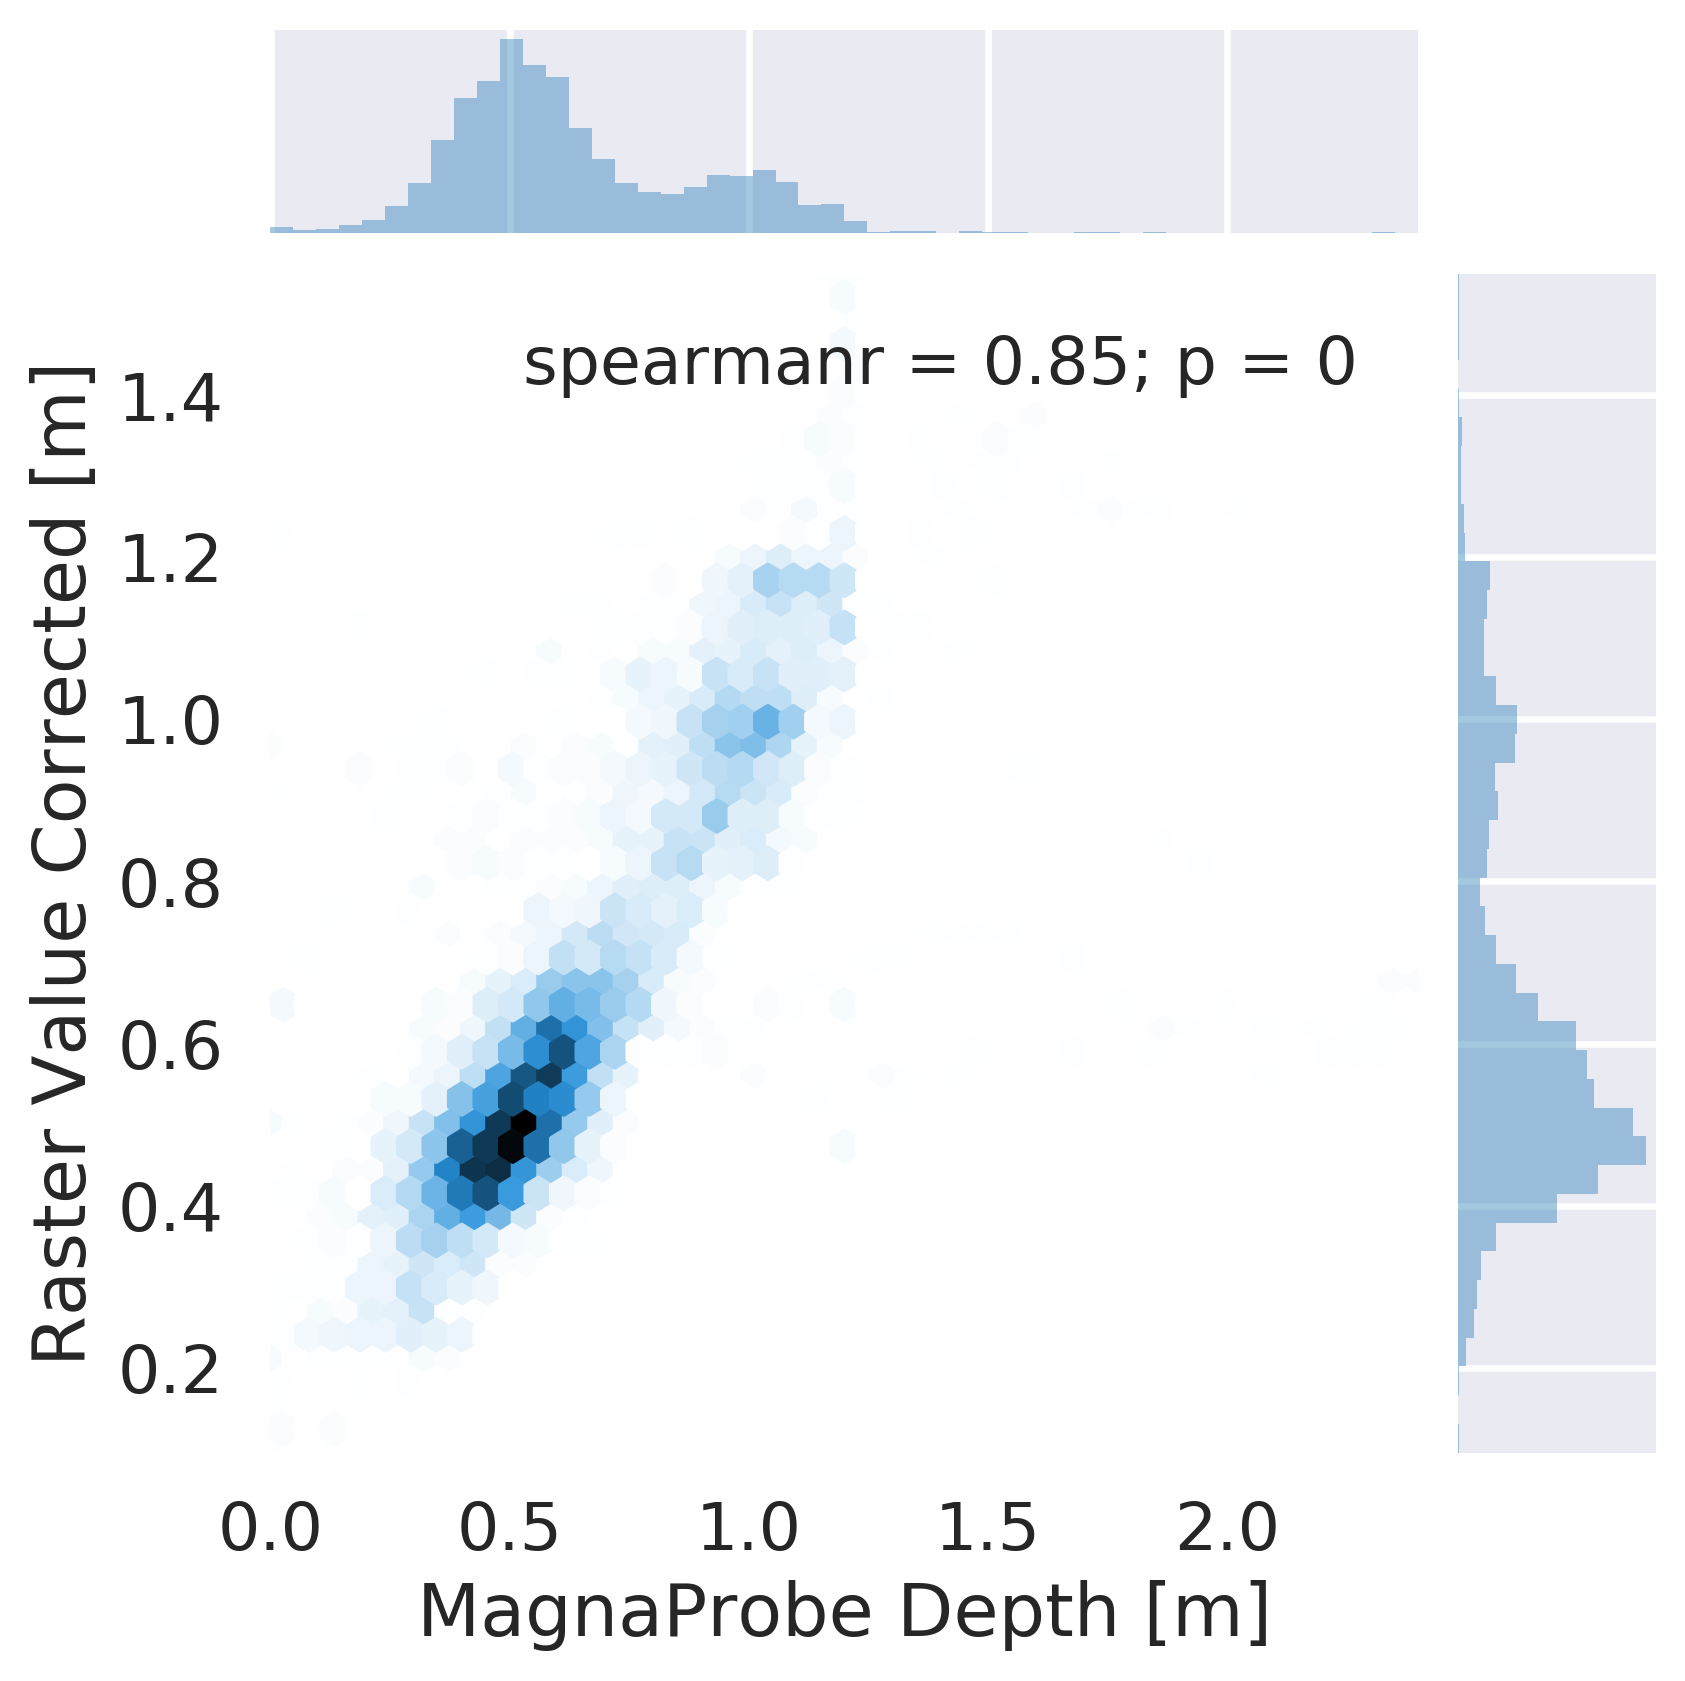 spearmanr = 0.85; p = 0
Raster Value Corrected [m]
1.4
1.2
1.0
0.8
0.6
0.4
0.2
0.0 0.5 1.0 1.5 2.0
MagnaProbe Depth [m]